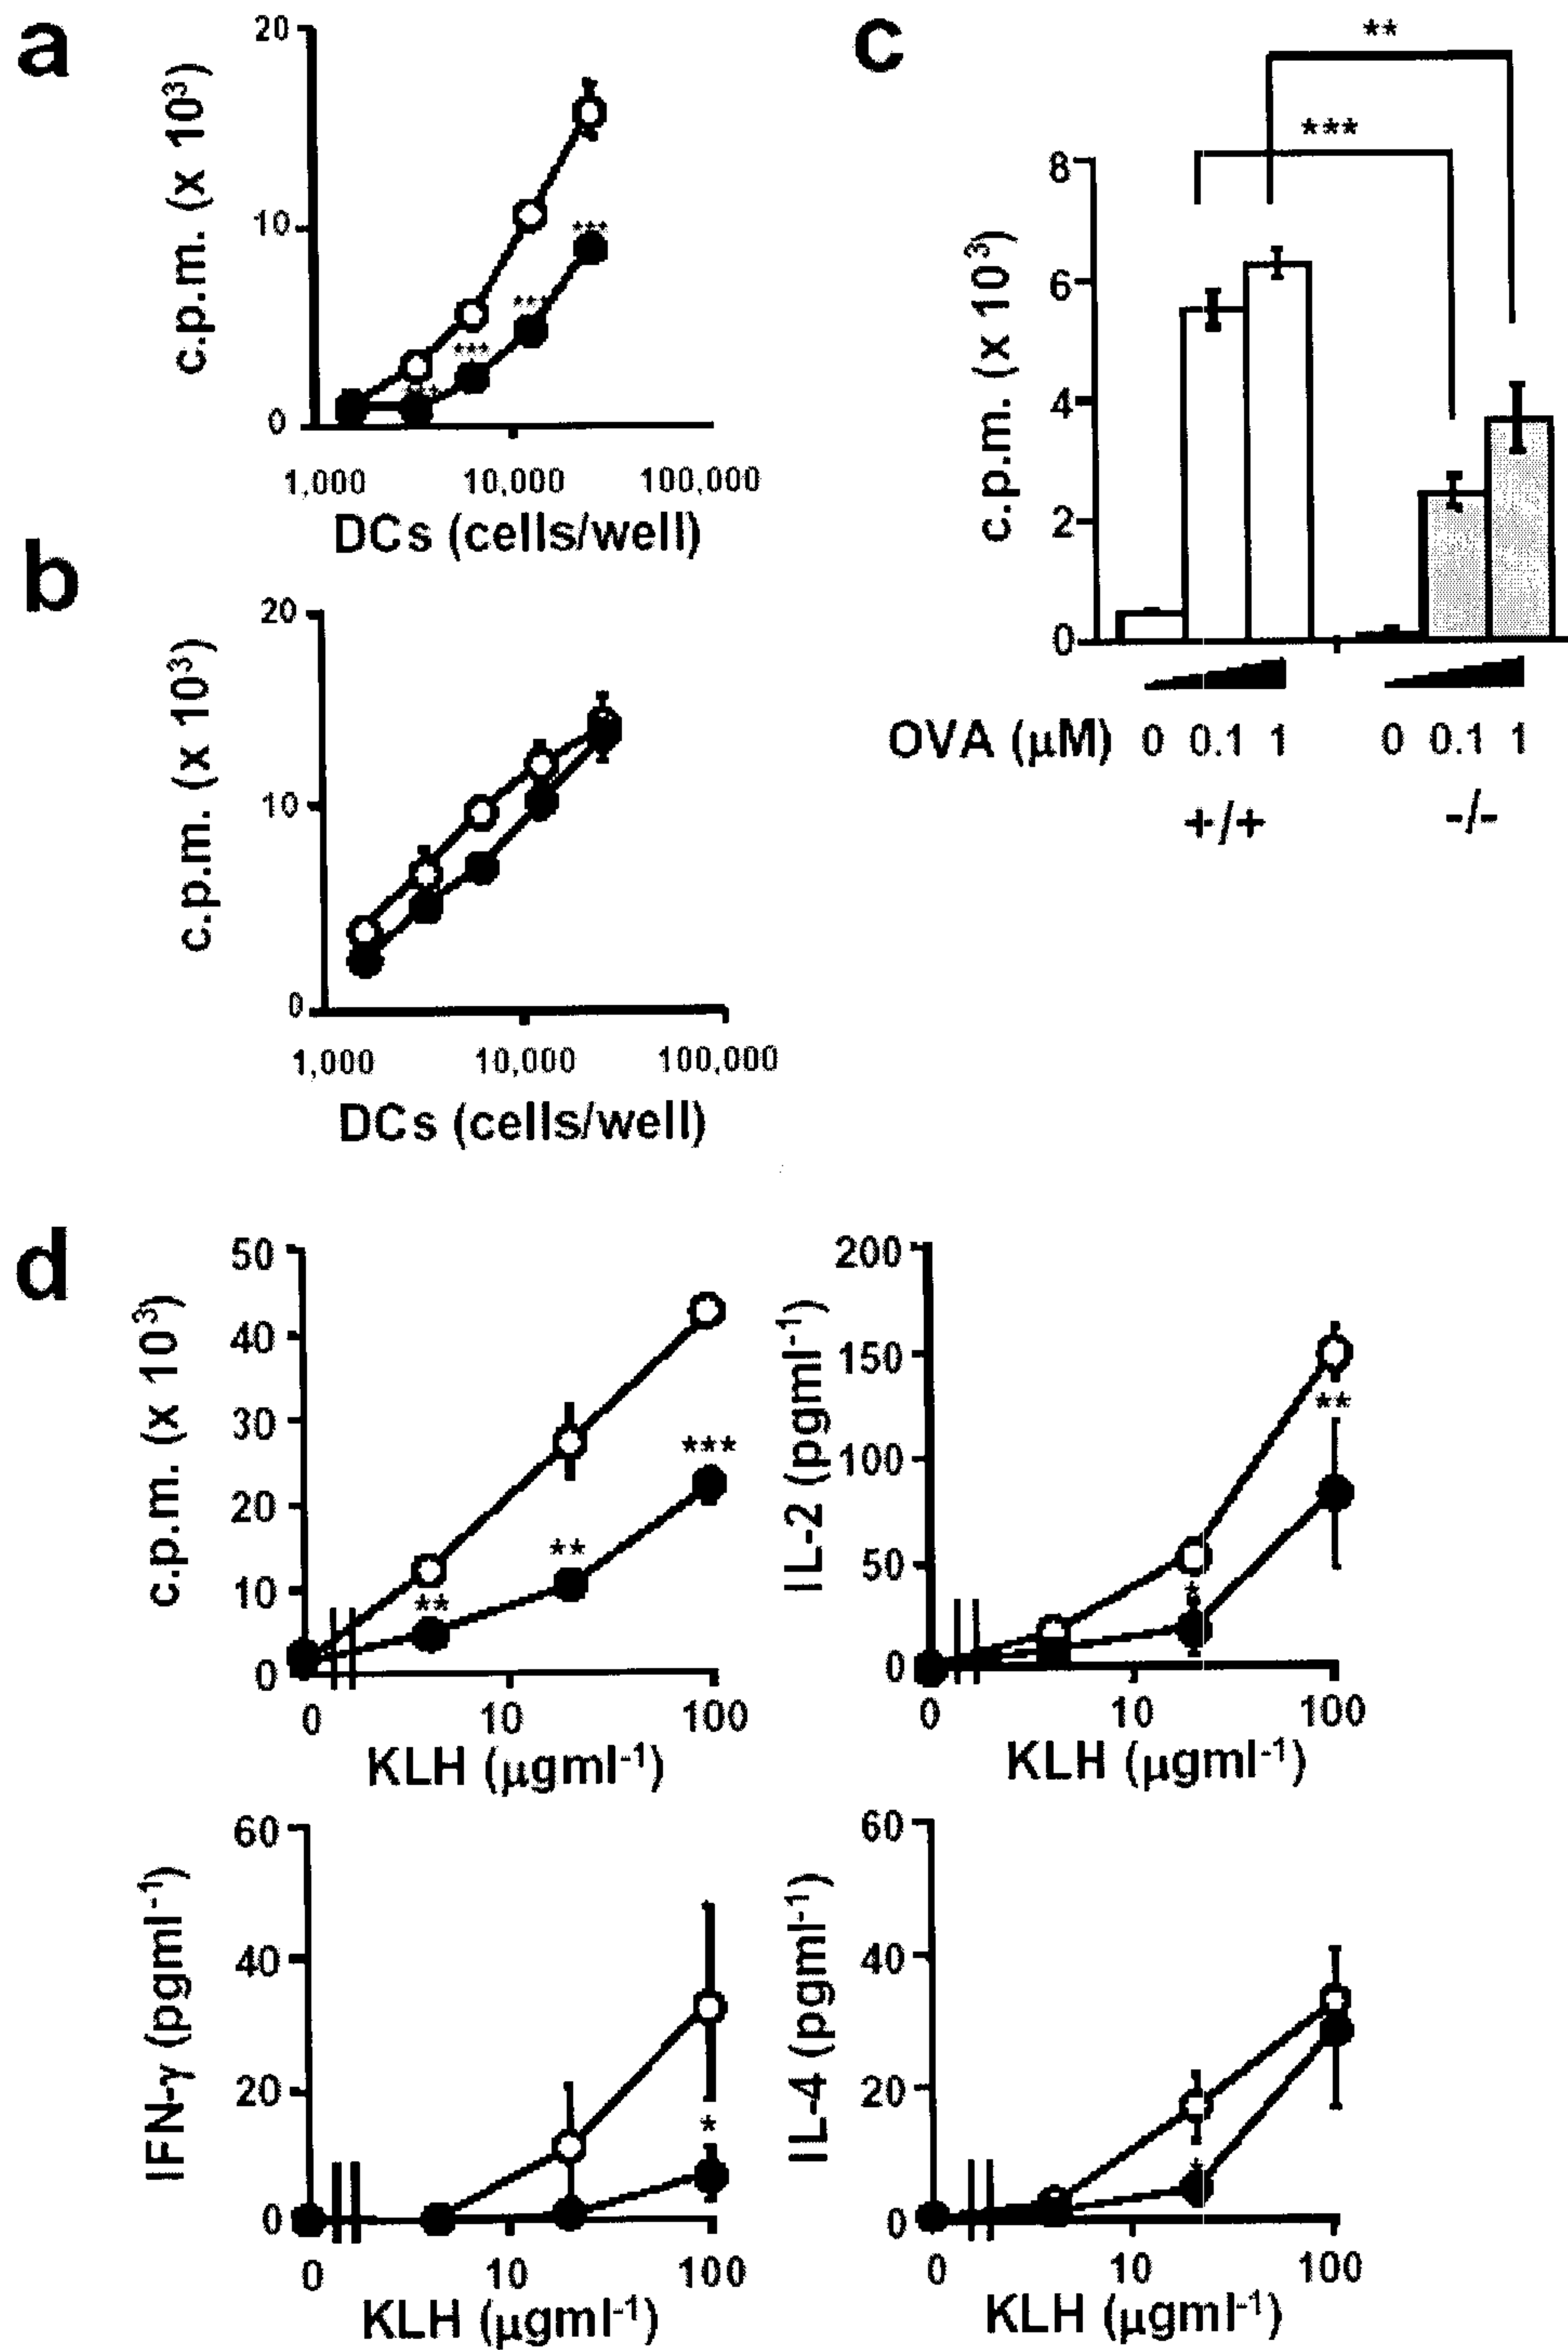 a
20
10
0
c.p.m. (x 10³)
***
***
***
***
1,000 10,000 100,000
DCs (cells/well)
b
20
10
0
c.p.m. (x 10³)
1,000 10,000 100,000
DCs (cells/well)
c
**
***
8
6
4
2
0
c.p.m. (x 10³)
OVA (μM) 0 0.1 1 0 0.1 1
+/+ -/-
d
50
40
30
20
10
0
c.p.m. (x 10³)
***
**
**
0 10 100
KLH (μgml⁻¹)
200
150
100
50
0
IL-2 (pgml⁻¹)
**
*
0 10 100
KLH (μgml⁻¹)
60
40
20
0
IFN-γ (pgml⁻¹)
*
0 10 100
KLH (μgml⁻¹)
60
40
20
0
IL-4 (pgml⁻¹)
*
0 10 100
KLH (μgml⁻¹)